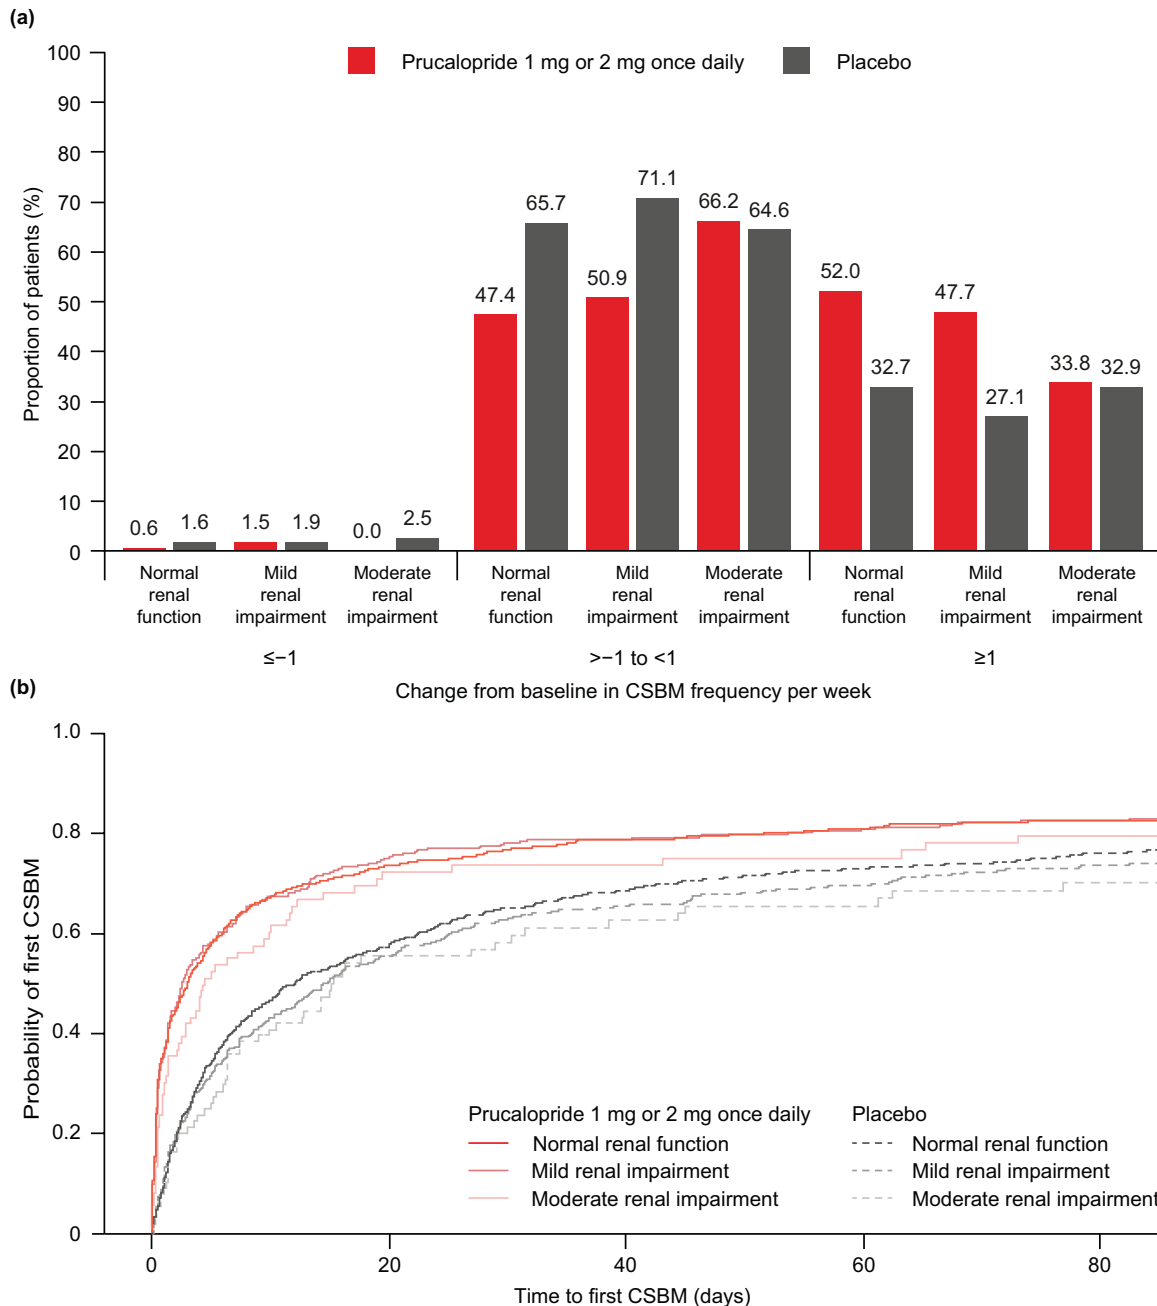 (a)
100
90
80
70
60
50
40
30
20
10
0
Proportion of patients (%)
Prucalopride 1 mg or 2 mg once daily
Placebo
0.6
1.6
1.5
1.9
0.0
2.5
47.4
65.7
50.9
71.1
66.2
64.6
52.0
32.7
47.7
27.1
33.8
32.9
Normal
renal
function
Mild
renal
impairment
Moderate
renal
impairment
Normal
renal
function
Mild
renal
impairment
Moderate
renal
impairment
Normal
renal
function
Mild
renal
impairment
Moderate
renal
impairment
≤−1
>−1 to <1
≥1
Change from baseline in CSBM frequency per week
(b)
1.0
0.8
0.6
0.4
0.2
0
Probability of first CSBM
Prucalopride 1 mg or 2 mg once daily
Normal renal function
Mild renal impairment
Moderate renal impairment
Placebo
Normal renal function
Mild renal impairment
Moderate renal impairment
0
20
40
60
80
Time to first CSBM (days)